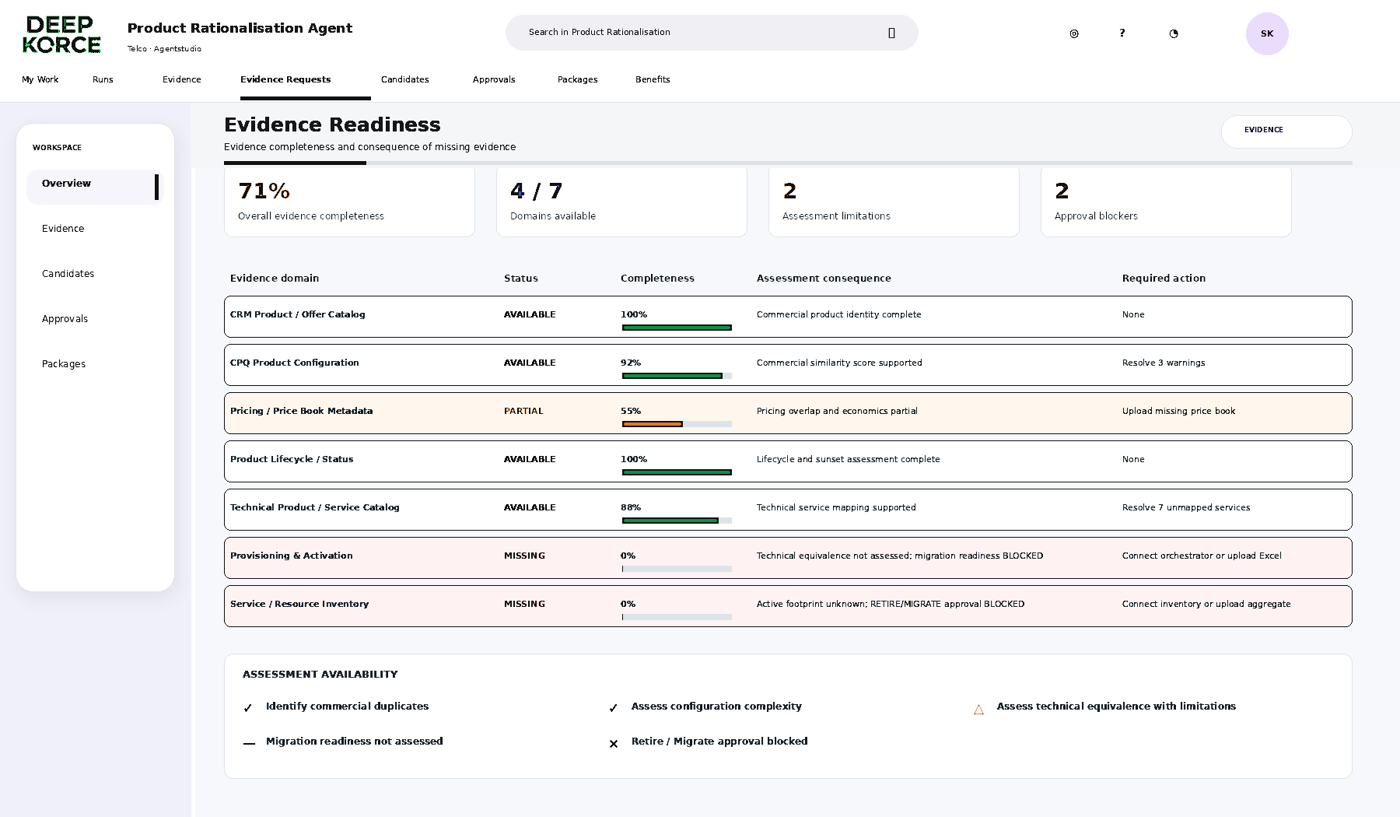 DEEP
KORCE
Product Rationalisation Agent
Telco · Agentstudio
Search in Product Rationalisation
?
SK
My Work
Runs
Evidence
Evidence Requests
Candidates
Approvals
Packages
Benefits
WORKSPACE
Overview
Evidence
Candidates
Approvals
Packages
Evidence Readiness
Evidence completeness and consequence of missing evidence
EVIDENCE
71%
Overall evidence completeness
4 / 7
Domains available
2
Assessment limitations
2
Approval blockers
Evidence domain Status Completeness Assessment consequence Required action
CRM Product / Offer Catalog AVAILABLE 100% Commercial product identity complete None
CPQ Product Configuration AVAILABLE 92% Commercial similarity score supported Resolve 3 warnings
Pricing / Price Book Metadata PARTIAL 55% Pricing overlap and economics partial Upload missing price book
Product Lifecycle / Status AVAILABLE 100% Lifecycle and sunset assessment complete None
Technical Product / Service Catalog AVAILABLE 88% Technical service mapping supported Resolve 7 unmapped services
Provisioning & Activation MISSING 0% Technical equivalence not assessed; migration readiness BLOCKED Connect orchestrator or upload Excel
Service / Resource Inventory MISSING 0% Active footprint unknown; RETIRE/MIGRATE approval BLOCKED Connect inventory or upload aggregate
ASSESSMENT AVAILABILITY
✓ Identify commercial duplicates
✓ Assess configuration complexity
△ Assess technical equivalence with limitations
— Migration readiness not assessed
✕ Retire / Migrate approval blocked